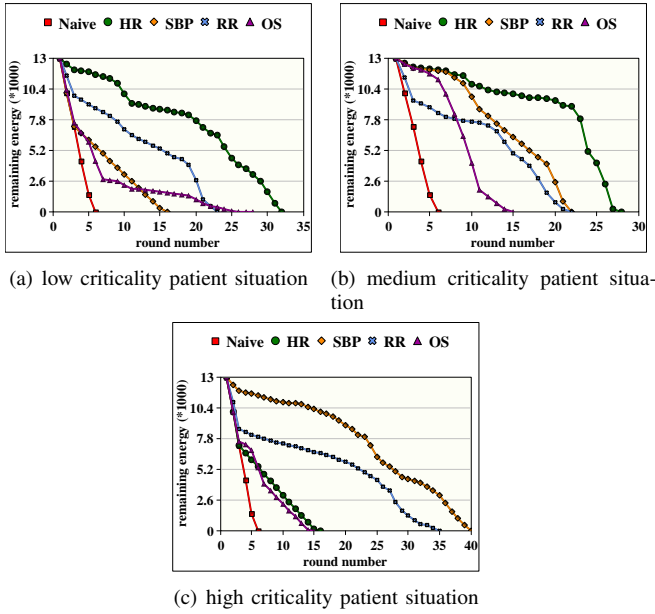 Naive HR SBP RR OS
13
10.4
7.8
5.2
2.6
0
remaining energy (*1000)
0 5 10 15 20 25 30 35
round number
(a) low criticality patient situation
Naive HR SBP RR OS
13
10.4
7.8
5.2
2.6
0
remaining energy (*1000)
0 5 10 15 20 25 30
round number
(b) medium criticality patient situa-
tion
Naive HR SBP RR OS
13
10.4
7.8
5.2
2.6
0
remaining energy (*1000)
0 5 10 15 20 25 30 35 40
round number
(c) high criticality patient situation